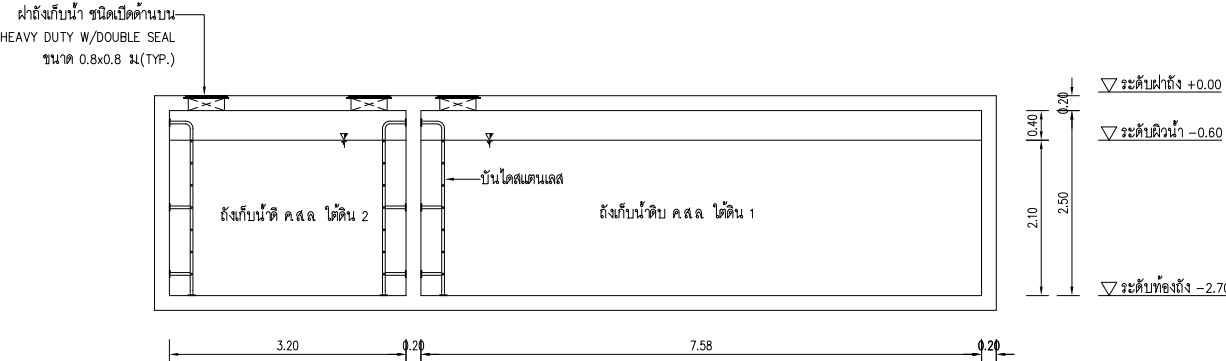 ฝาถังเก็บน้ำ ชนิดเปิดด้านบน
HEAVY DUTY W/DOUBLE SEAL
ขนาด 0.8x0.8 ม.(TYP.)
ระดับฝาถัง +0.00
0.20
0.40
ระดับผิวน้ำ -0.60
บันไดสแตนเลส
ถังเก็บน้ำดี ค.ส.ล. ใต้ดิน 2
ถังเก็บน้ำดิบ ค.ส.ล. ใต้ดิน 1
2.10
2.50
ระดับท้องถัง -2.70
3.20
0.20
7.58
0.20